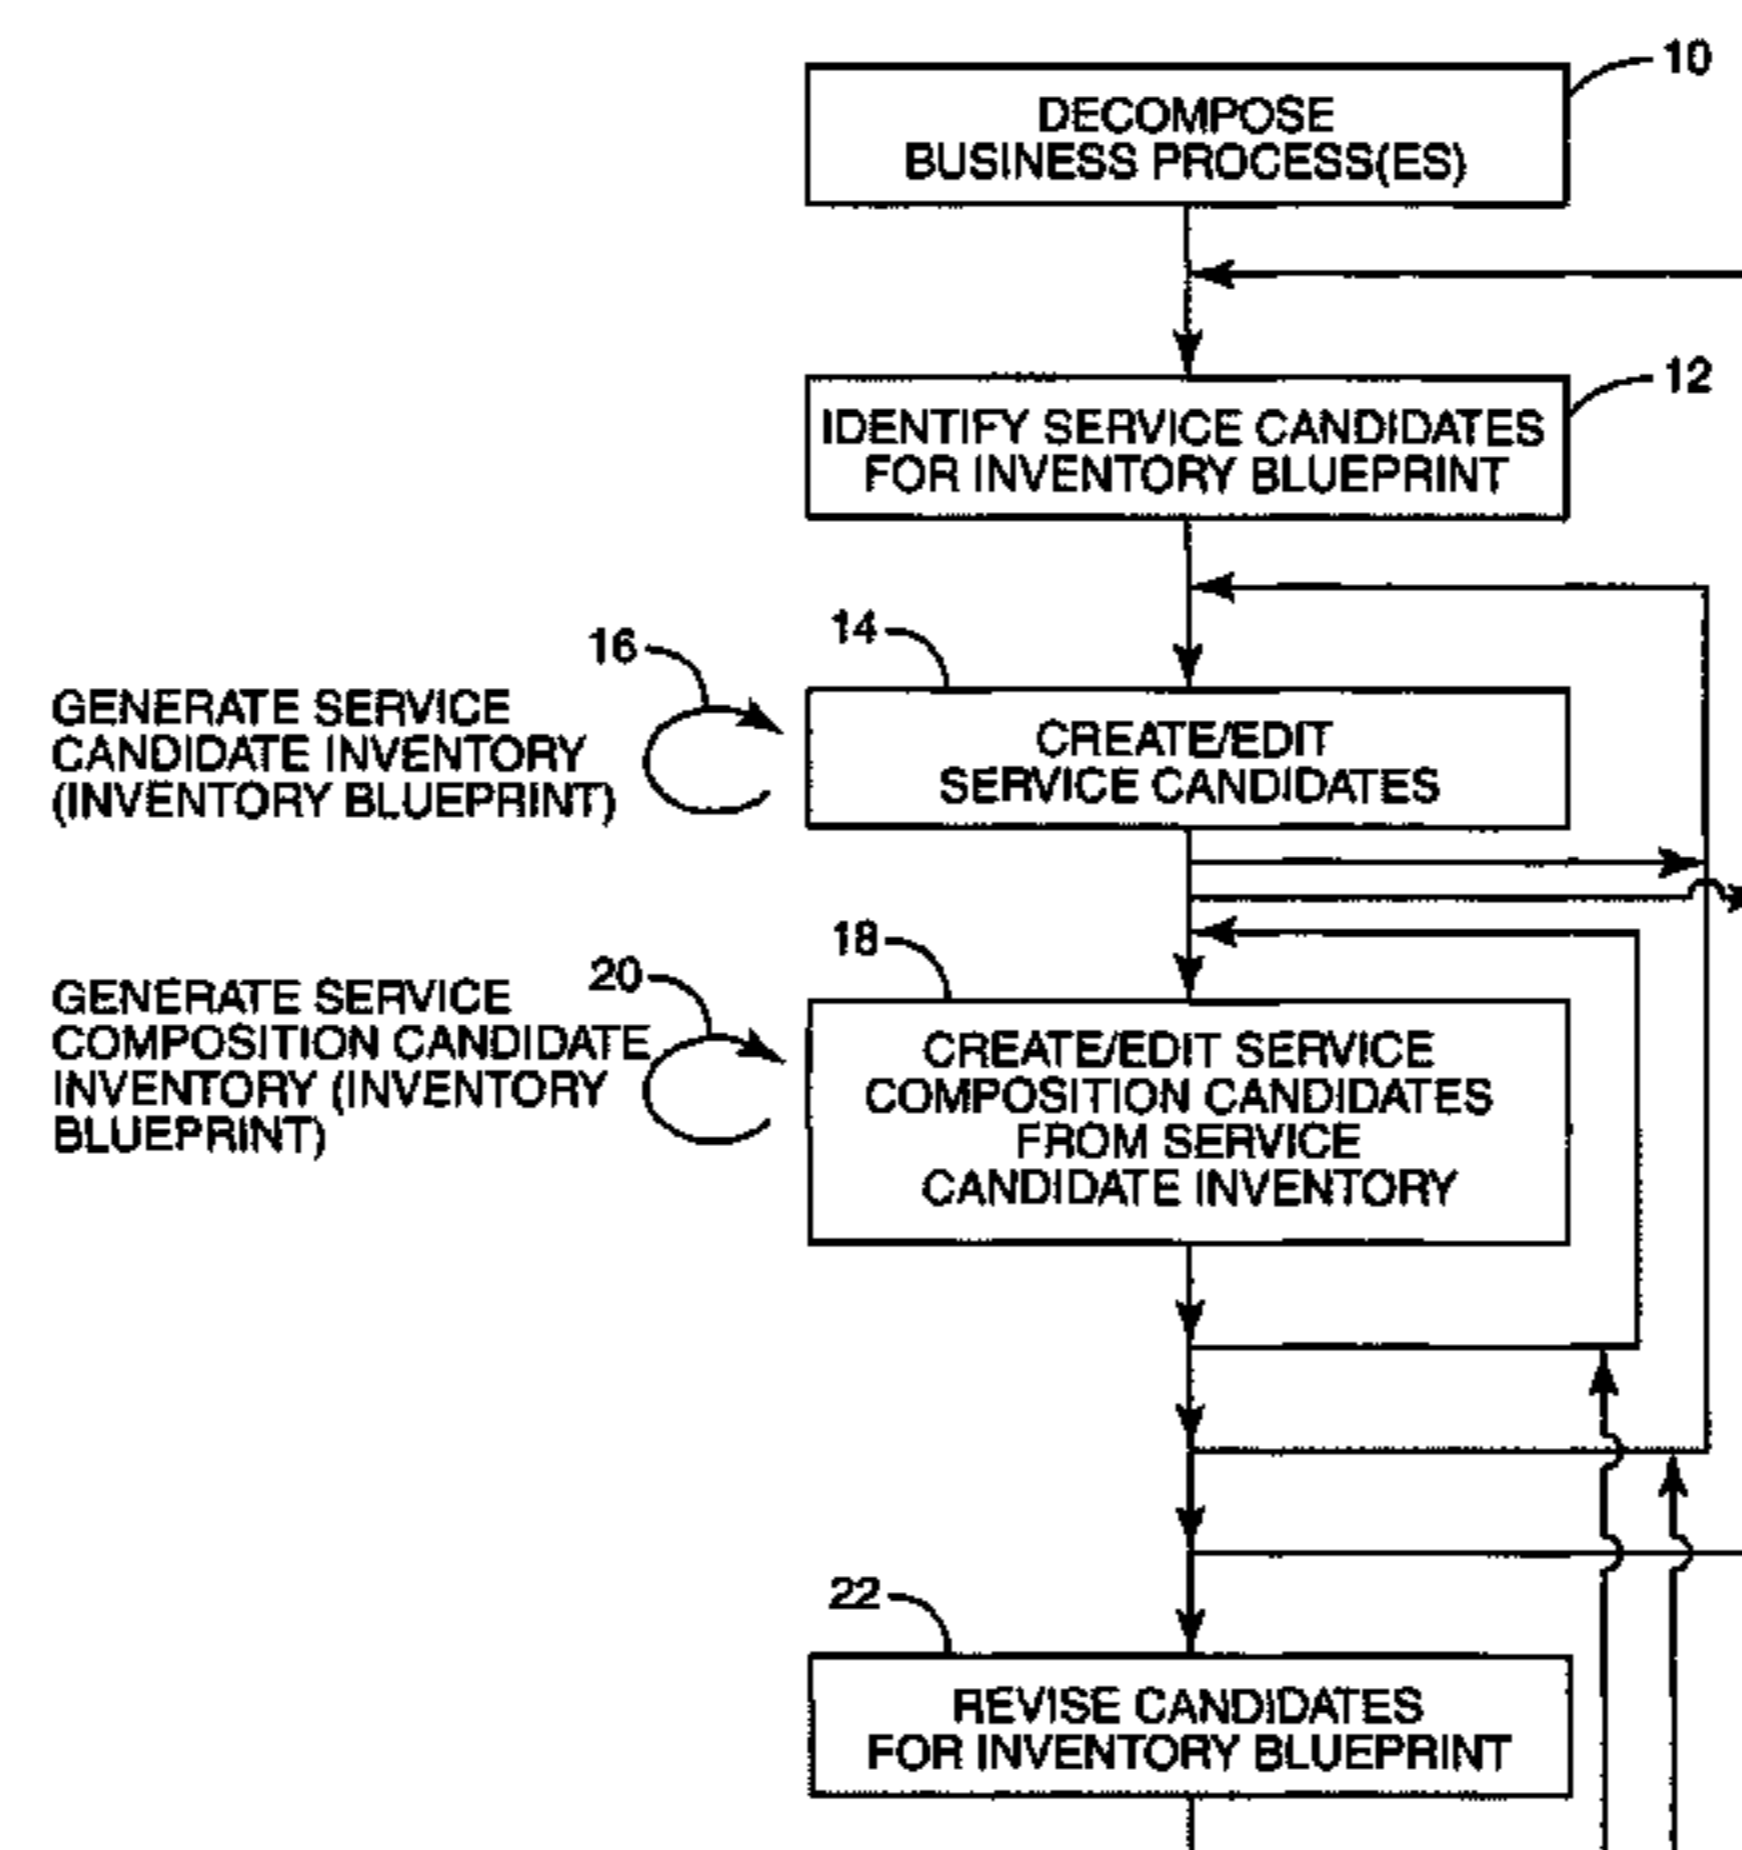 10
DECOMPOSE
BUSINESS PROCESS(ES)
12
IDENTIFY SERVICE CANDIDATES
FOR INVENTORY BLUEPRINT
14
16
GENERATE SERVICE
CANDIDATE INVENTORY
(INVENTORY BLUEPRINT)
CREATE/EDIT
SERVICE CANDIDATES
18
20
GENERATE SERVICE
COMPOSITION CANDIDATE
INVENTORY (INVENTORY
BLUEPRINT)
CREATE/EDIT SERVICE
COMPOSITION CANDIDATES
FROM SERVICE
CANDIDATE INVENTORY
22
REVISE CANDIDATES
FOR INVENTORY BLUEPRINT